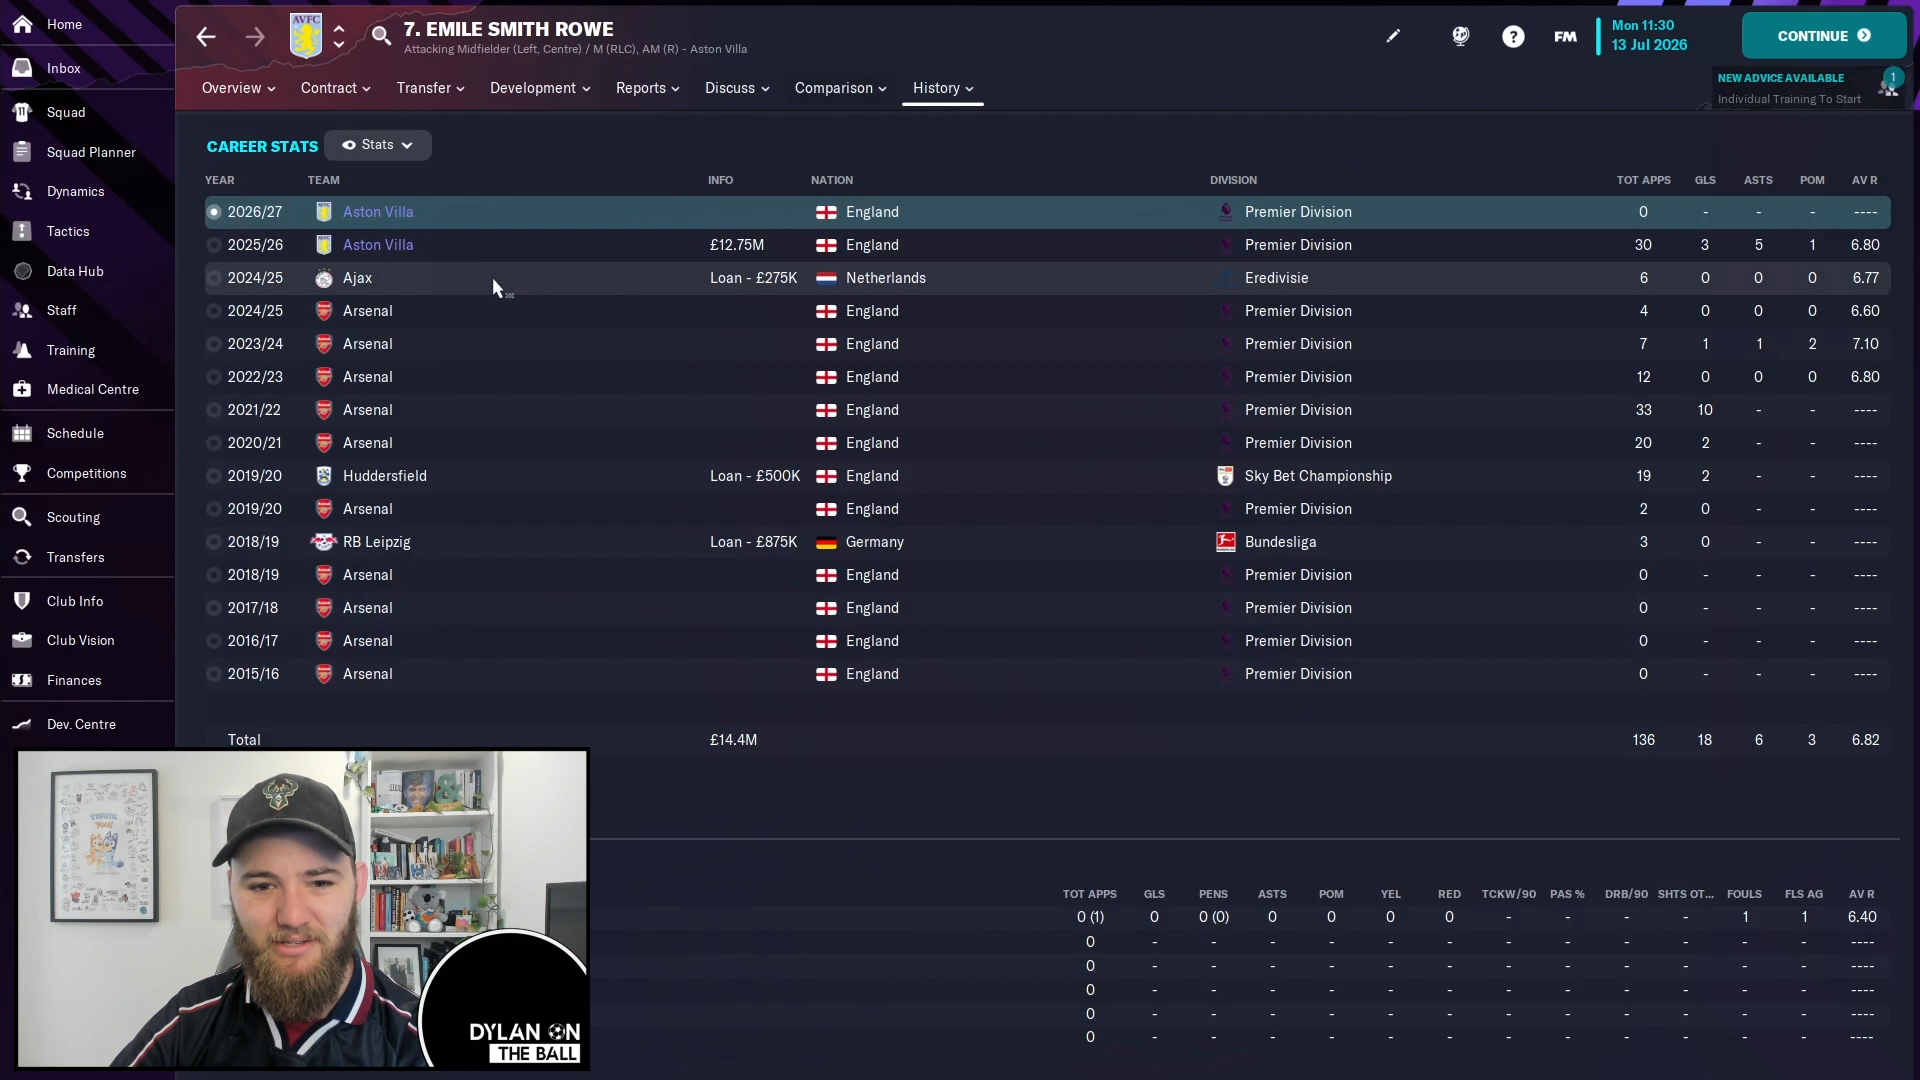 Home
Inbox
Squad
Squad Planner
Dynamics
Tactics
Data Hub
Staff
Training
Medical Centre
Schedule
Competitions
Scouting
Transfers
Club Info
Club Vision
Finances
Dev. Centre
AVFC
7. EMILE SMITH ROWE
Attacking Midfielder (Left, Centre) / M (RLC), AM (R) - Aston Villa
FM
Mon 11:30
13 Jul 2026
CONTINUE
Overview Contract Transfer Development Reports Discuss Comparison History
NEW ADVICE AVAILABLE 1
Individual Training To Start
CAREER STATS Stats
YEAR TEAM INFO NATION DIVISION TOT APPS GLS ASTS POM AV R
2026/27 Aston Villa England Premier Division 0 - - - ----
2025/26 Aston Villa £12.75M England Premier Division 30 3 5 1 6.80
2024/25 Ajax Loan - £275K Netherlands Eredivisie 6 0 0 0 6.77
2024/25 Arsenal England Premier Division 4 0 0 0 6.60
2023/24 Arsenal England Premier Division 7 1 1 2 7.10
2022/23 Arsenal England Premier Division 12 0 0 0 6.80
2021/22 Arsenal England Premier Division 33 10 - - ----
2020/21 Arsenal England Premier Division 20 2 - - ----
2019/20 Huddersfield Loan - £500K England Sky Bet Championship 19 2 - - ----
2019/20 Arsenal England Premier Division 2 0 - - ----
2018/19 RB Leipzig Loan - £875K Germany Bundesliga 3 0 - - ----
2018/19 Arsenal England Premier Division 0 - - - ----
2017/18 Arsenal England Premier Division 0 - - - ----
2016/17 Arsenal England Premier Division 0 - - - ----
2015/16 Arsenal England Premier Division 0 - - - ----
Total £14.4M 136 18 6 3 6.82
TOT APPS GLS PENS ASTS POM YEL RED TCKW/90 PAS % DRB/90 SHTS OT... FOULS FLS AG AV R
0 (1) 0 0 (0) 0 0 0 0 - - - - 1 1 6.40
0 - - - - - - - - - - - - ----
0 - - - - - - - - - - - - ----
0 - - - - - - - - - - - - ----
0 - - - - - - - - - - - - ----
0 - - - - - - - - - - - - ----
DYLAN ON
THE BALL